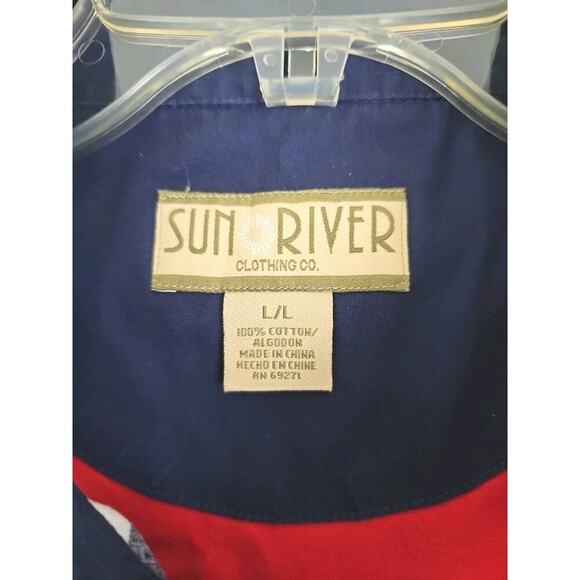 SUN RIVER
CLOTHING CO.
L/L
100% COTTON/
ALGODON
MADE IN CHINA
HECHO EN CHINE
RN 69271